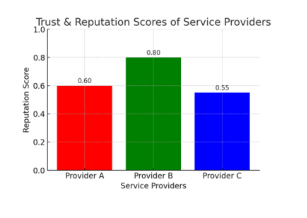 Trust & Reputation Scores of Service Providers
1.0
0.8
0.6
0.4
0.2
0.0
Reputation Score
0.60
0.80
0.55
Provider A
Provider B
Provider C
Service Providers